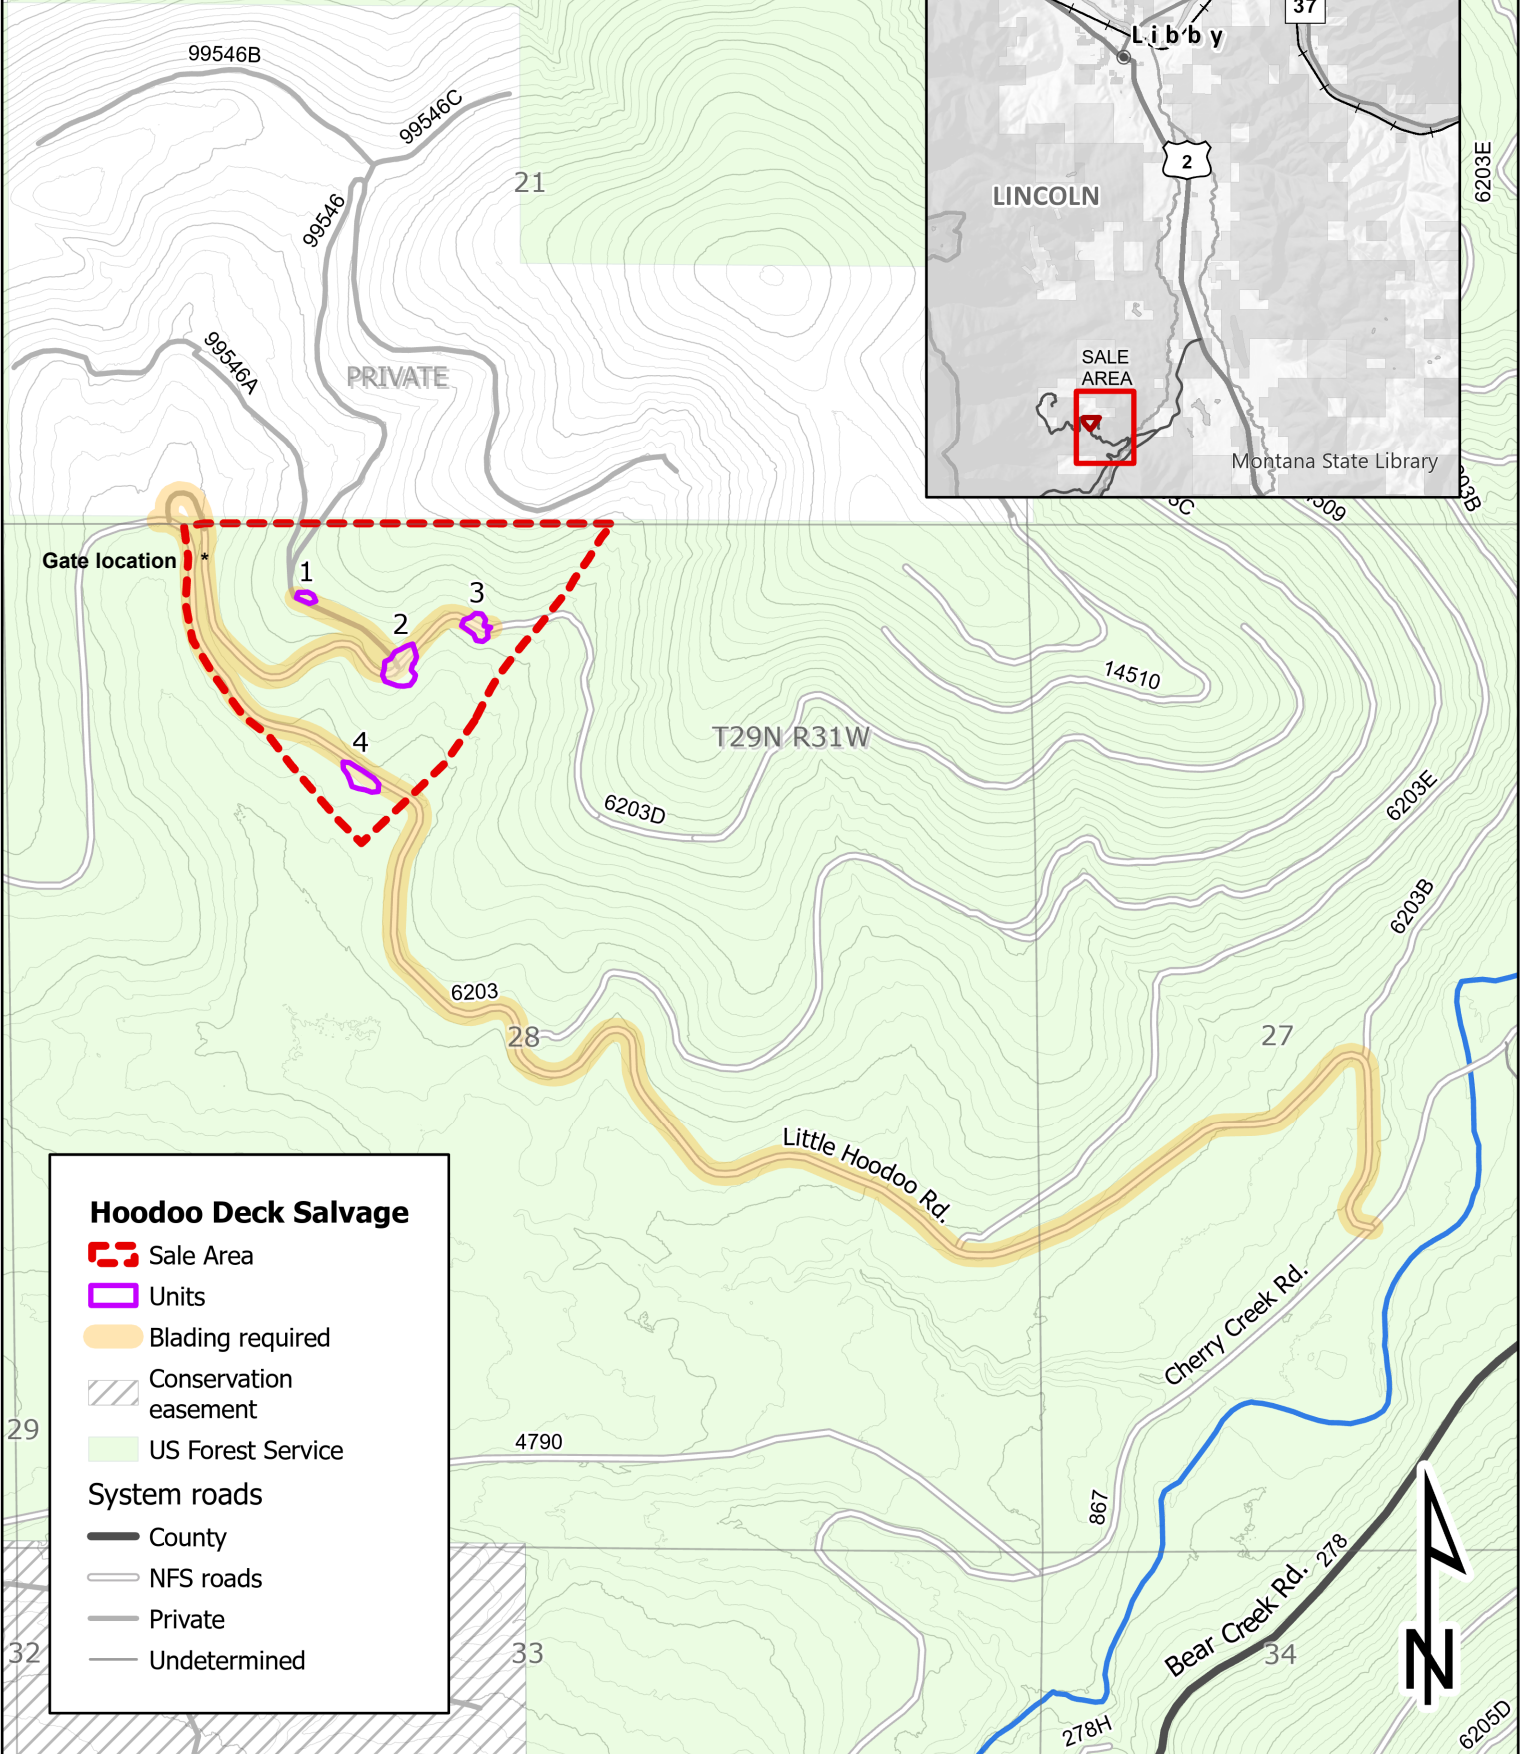 99546B
99546C
21
99546
99546A
PRIVATE
37
Libby
2
LINCOLN
SALE
AREA
Montana State Library
6203E
Gate location
*
1
2
3
4
14510
T29N R31W
6203D
6203E
6203B
6203
28
27
Little Hoodoo Rd.
Cherry Creek Rd.
4790
867
29
32
33
34
Bear Creek Rd.
278
278H
6205D
N
Hoodoo Deck Salvage
Sale Area
Units
Blading required
Conservation
easement
US Forest Service
System roads
County
NFS roads
Private
Undetermined